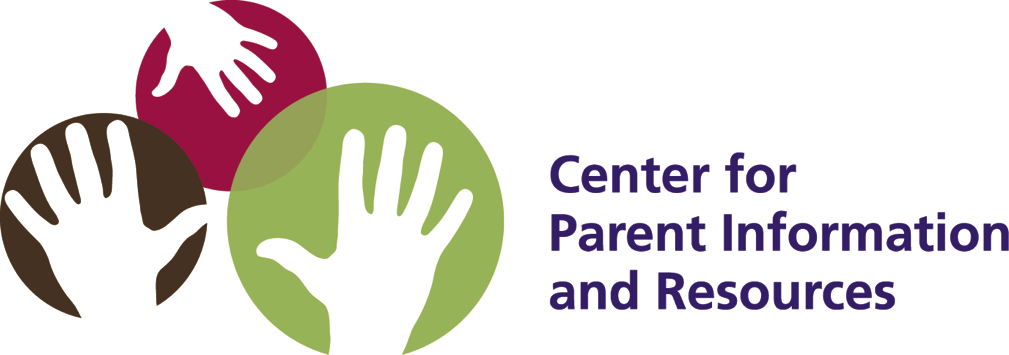 Center for
Parent Information
and Resources